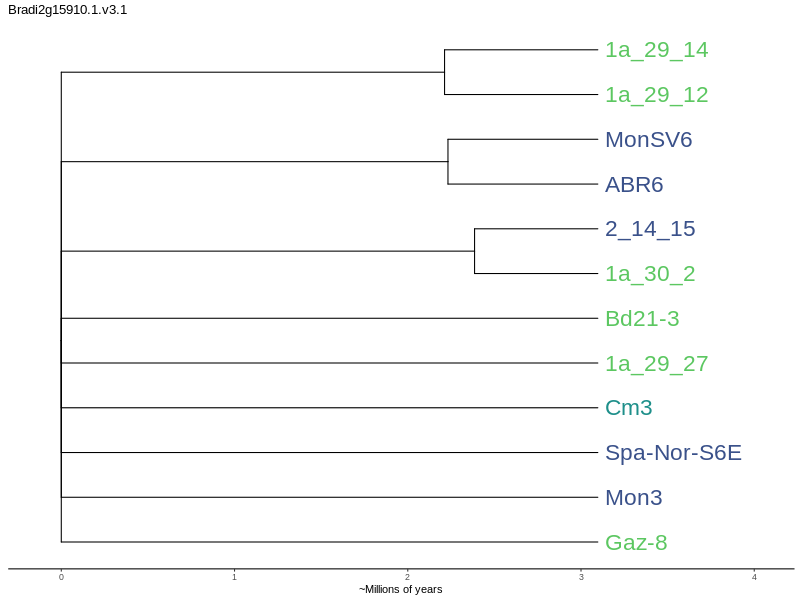 Bradi2g15910.1.v3.1
1a_29_14
1a_29_12
MonSV6
ABR6
2_14_15
1a_30_2
Bd21-3
1a_29_27
Cm3
Spa-Nor-S6E
Mon3
Gaz-8
0 1 2 3 4
~Millions of years